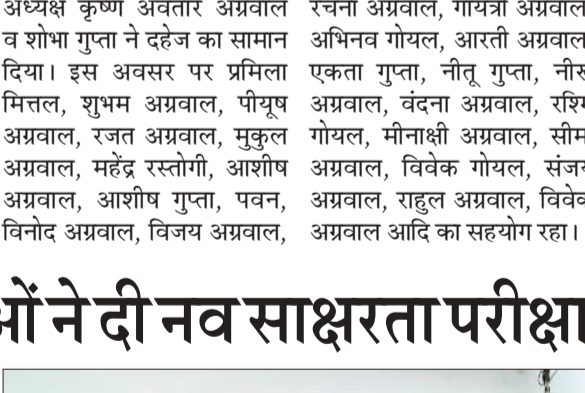 अध्यक्ष कृष्ण अवतार अग्रवाल
व शोभा गुप्ता ने दहेज का सामान
दिया। इस अवसर पर प्रमिला
मित्तल, शुभम अग्रवाल, पीयूष
अग्रवाल, रजत अग्रवाल, मुकुल
अग्रवाल, महेंद्र रस्तोगी, आशीष
अग्रवाल, आशीष गुप्ता, पवन,
विनोद अग्रवाल, विजय अग्रवाल,
रचना अग्रवाल, गायत्री अग्रवाल
अभिनव गोयल, आरती अग्रवाल
एकता गुप्ता, नीतू गुप्ता,
अग्रवाल, वंदना अग्रवाल,
गोयल, मीनाक्षी अग्रवाल,
अग्रवाल, विवेक गोयल,
अग्रवाल, राहुल अग्रवाल,
अग्रवाल आदि का सहयोग रहा।
ने दी नव साक्षरता परीक्षा